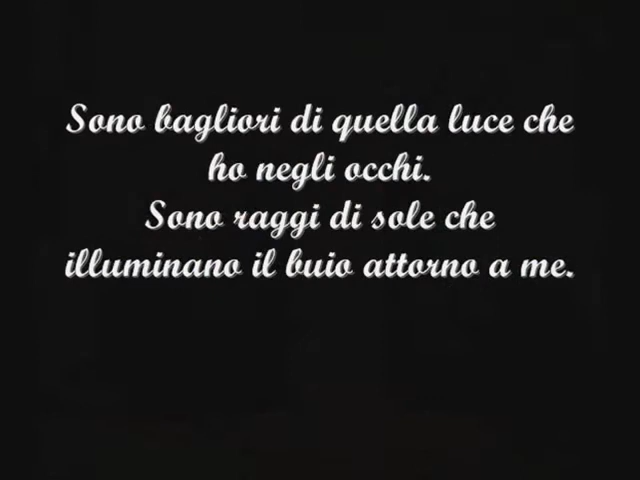 Sono bagliori di quella luce che
ho negli occhi.
Sono raggi di sole che
illuminano il buio attorno a me.